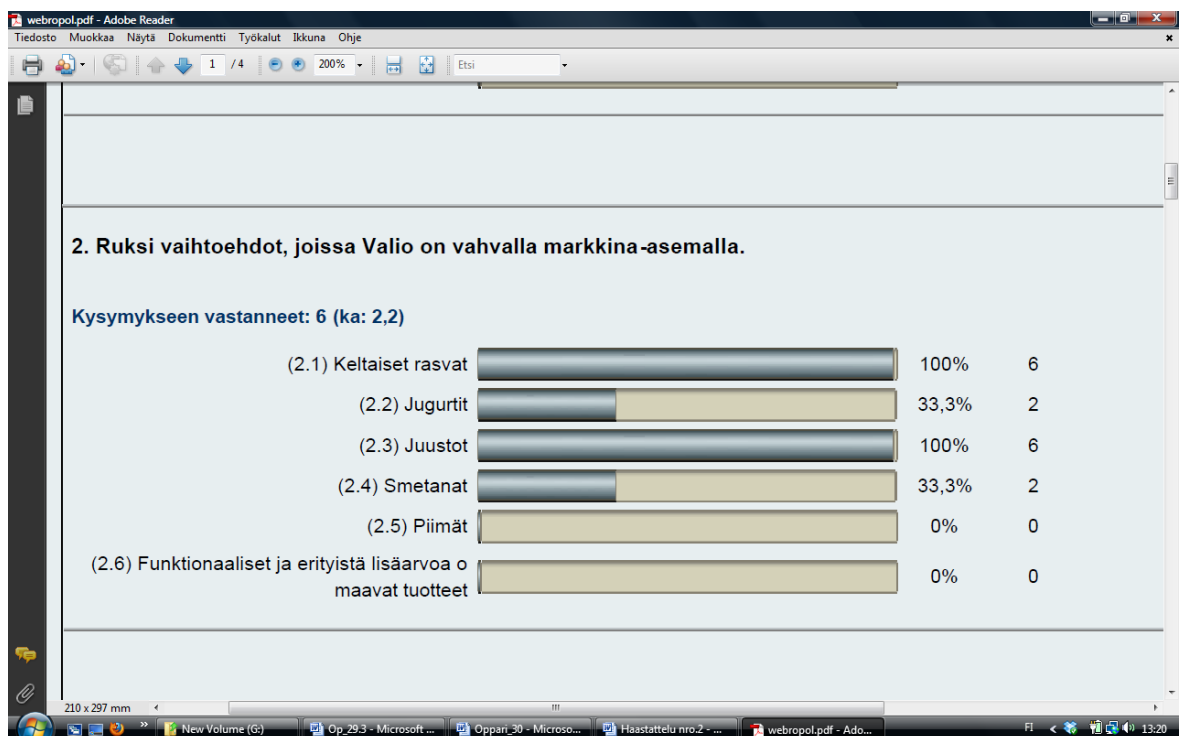 webropol.pdf - Adobe Reader
Tiedosto Muokkaa Näytä Dokumentti Työkalut Ikkuna Ohje
1 / 4 200% Etsi
2. Ruksi vaihtoehdot, joissa Valio on vahvalla markkina-asemalla.
Kysymykseen vastanneet: 6 (ka: 2,2)
(2.1) Keltaiset rasvat 100% 6
(2.2) Jugurtit 33,3% 2
(2.3) Juustot 100% 6
(2.4) Smetanat 33,3% 2
(2.5) Piimät 0% 0
(2.6) Funktionaaliset ja erityistä lisäarvoa o
maavat tuotteet 0% 0
210 x 297 mm
New Volume (G:) Op_29.3 - Microsoft ... Oppari_30 - Microso... Haastattelu nro.2 - ... webropol.pdf - Ado... FI 13:20